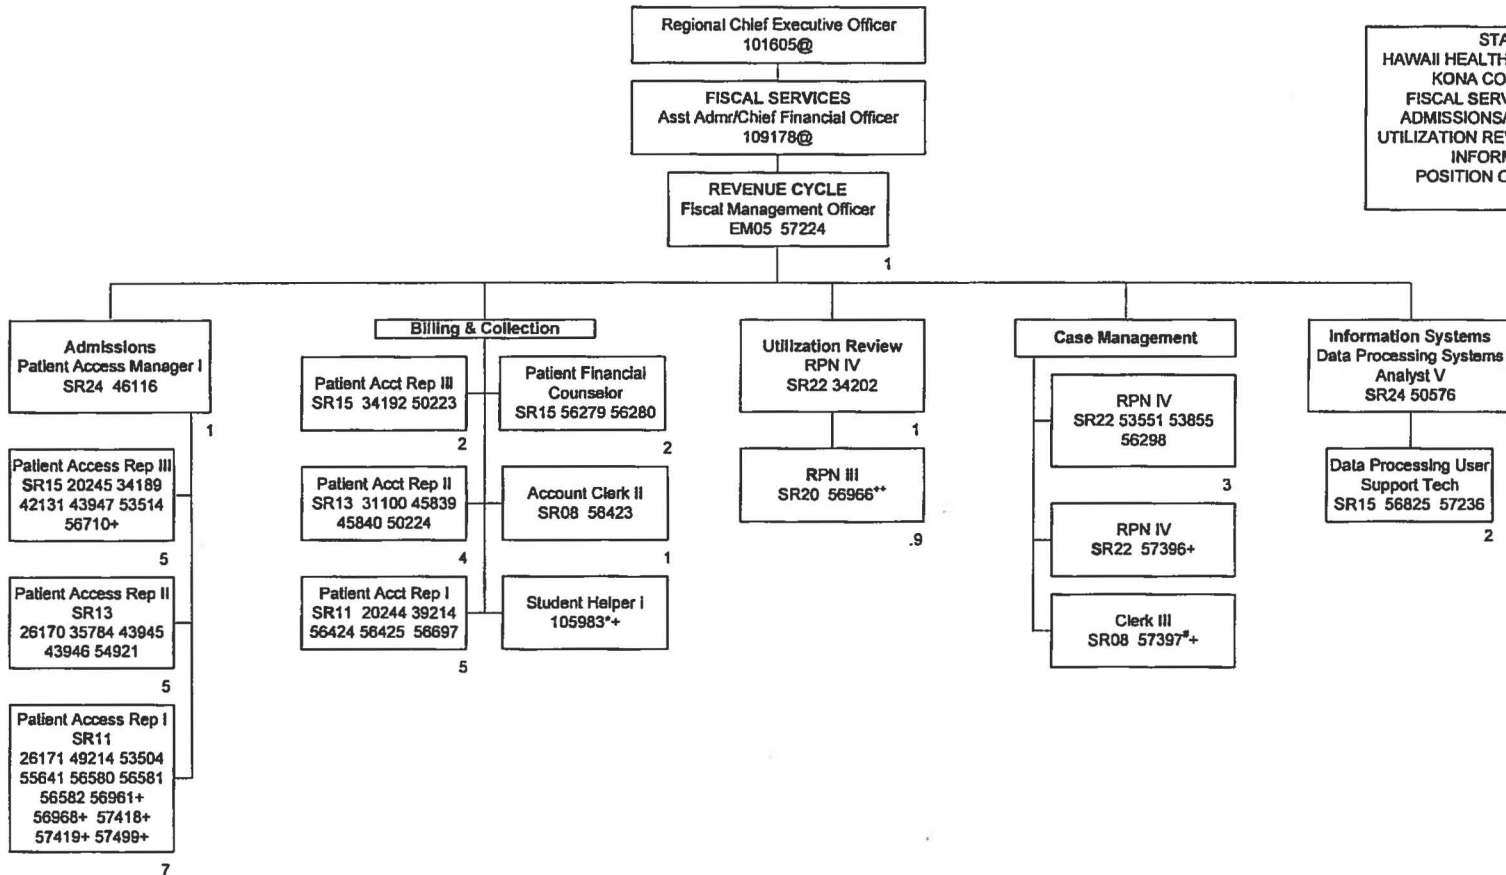 Regional Chief Executive Officer
101605@
FISCAL SERVICES
Asst Admr/Chief Financial Officer
109178@
REVENUE CYCLE
Fiscal Management Officer
EM05 57224
1
STA
HAWAII HEALTH
KONA CO
FISCAL SERV
ADMISSIONS/
UTILIZATION REV
INFORM
POSITION O
Admissions
Patient Access Manager I
SR24 46116
1
Patient Access Rep III
SR15 20245 34189
42131 43947 53514
56710+
5
Patient Access Rep II
SR13
26170 35784 43945
43946 54921
5
Patient Access Rep I
SR11
26171 49214 53504
55641 56580 56581
56582 56961+
56968+ 57418+
57419+ 57499+
7
Billing & Collection
Patient Acct Rep III
SR15 34192 50223
2
Patient Financial
Counselor
SR15 56279 56280
2
Patient Acct Rep II
SR13 31100 45839
45840 50224
4
Account Clerk II
SR08 56423
1
Patient Acct Rep I
SR11 20244 39214
56424 56425 56697
5
Student Helper I
105983*+
Utilization Review
RPN IV
SR22 34202
1
RPN III
SR20 56966++
.9
Case Management
RPN IV
SR22 53551 53855
56298
3
RPN IV
SR22 57396+
Clerk III
SR08 57397#+
Information Systems
Data Processing Systems
Analyst V
SR24 50576
Data Processing User
Support Tech
SR15 56825 57236
2